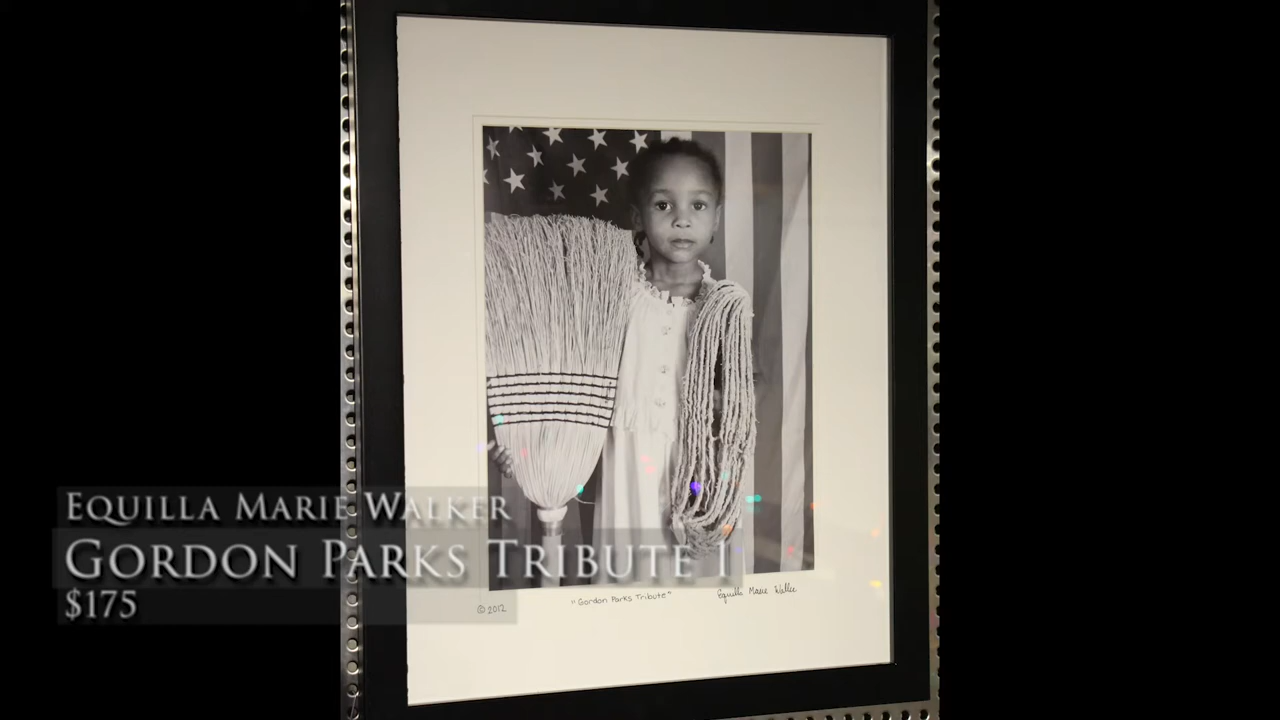 Equilla Marie Walker
Gordon Parks Tribute 1
$175
© 2012
"Gordon Parks Tribute"
Equilla Marie Walker